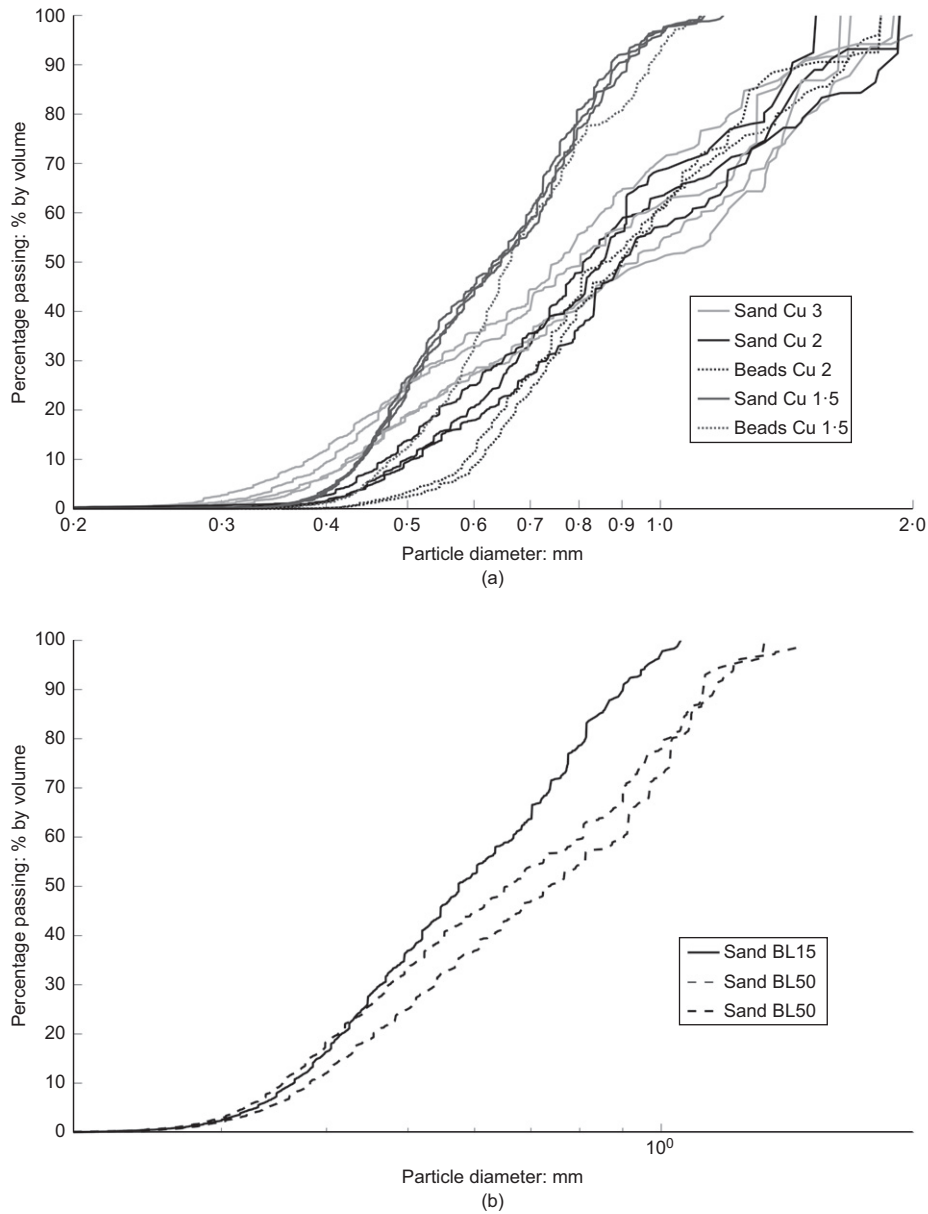 100
90
80
70
60
50
40
30
20
10
0
Percentage passing: % by volume
0·2
0·3
0·4
0·5
0·6
0·7
0·8
0·9
1·0
2·0
Particle diameter: mm
(a)
Sand Cu 3
Sand Cu 2
Beads Cu 2
Sand Cu 1·5
Beads Cu 1·5
100
90
80
70
60
50
40
30
20
10
0
Percentage passing: % by volume
10⁰
Particle diameter: mm
(b)
Sand BL15
Sand BL50
Sand BL50